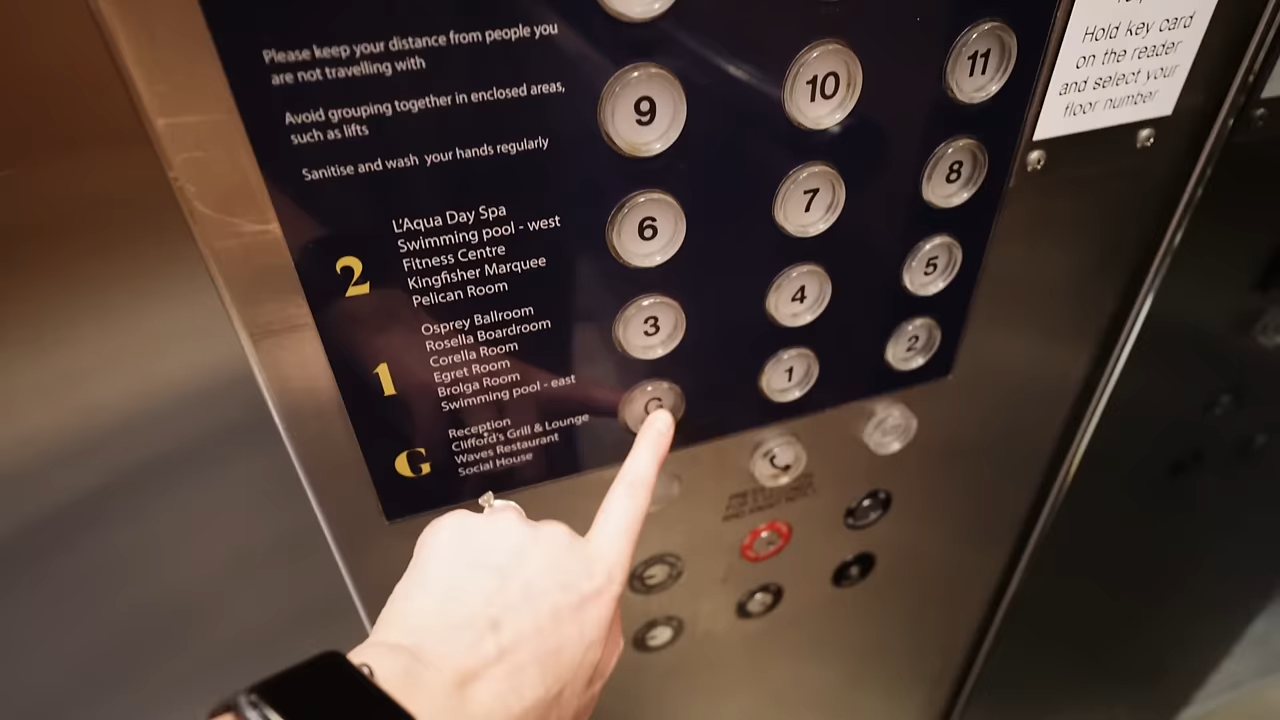 Please keep your distance from people you
are not travelling with
Avoid grouping together in enclosed areas,
such as lifts
Sanitise and wash your hands regularly
2
L'Aqua Day Spa
Swimming pool - west
Fitness Centre
Kingfisher Marquee
Pelican Room
1
Osprey Ballroom
Rosella Boardroom
Corella Room
Egret Room
Brolga Room
Swimming pool - east
G
Reception
Clifford's Grill & Lounge
Waves Restaurant
Social House
9 10 11
6 7 8
3 4 5
G 1 2
Hold key card
on the reader
and select your
floor number